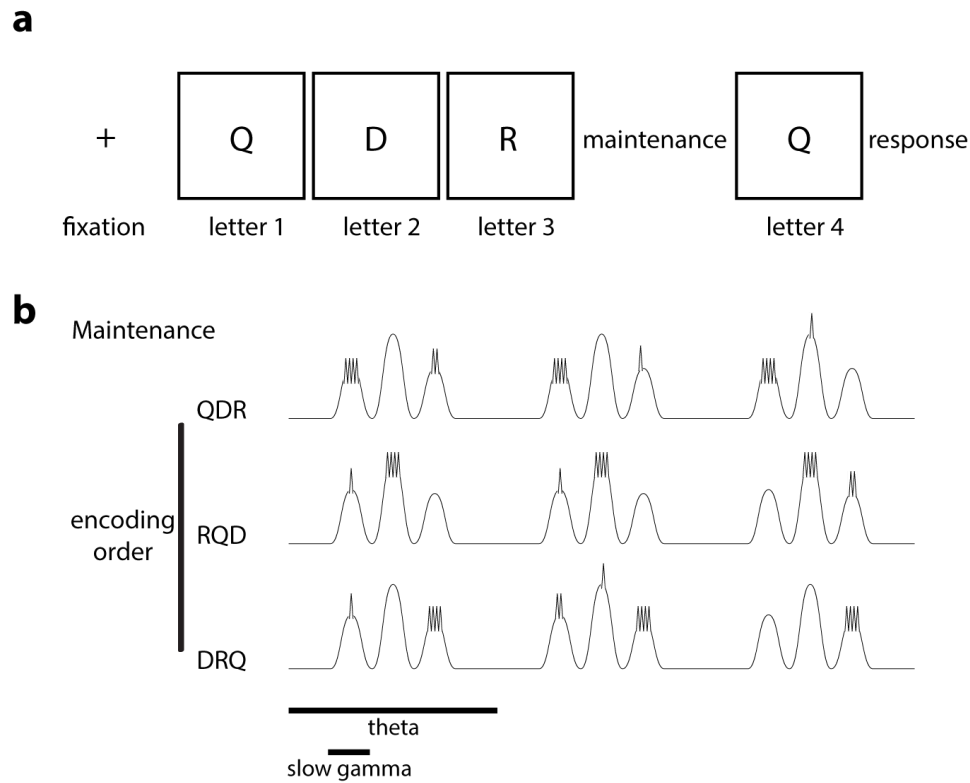 a
+
Q
D
R
maintenance
Q
response
fixation
letter 1
letter 2
letter 3
letter 4
b
Maintenance
QDR
encoding
order
RQD
DRQ
theta
slow gamma